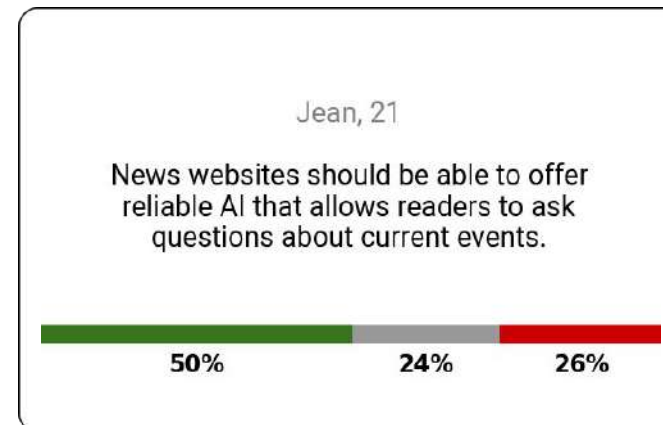 Jean, 21
News websites should be able to offer
reliable AI that allows readers to ask
questions about current events.
50%
24%
26%